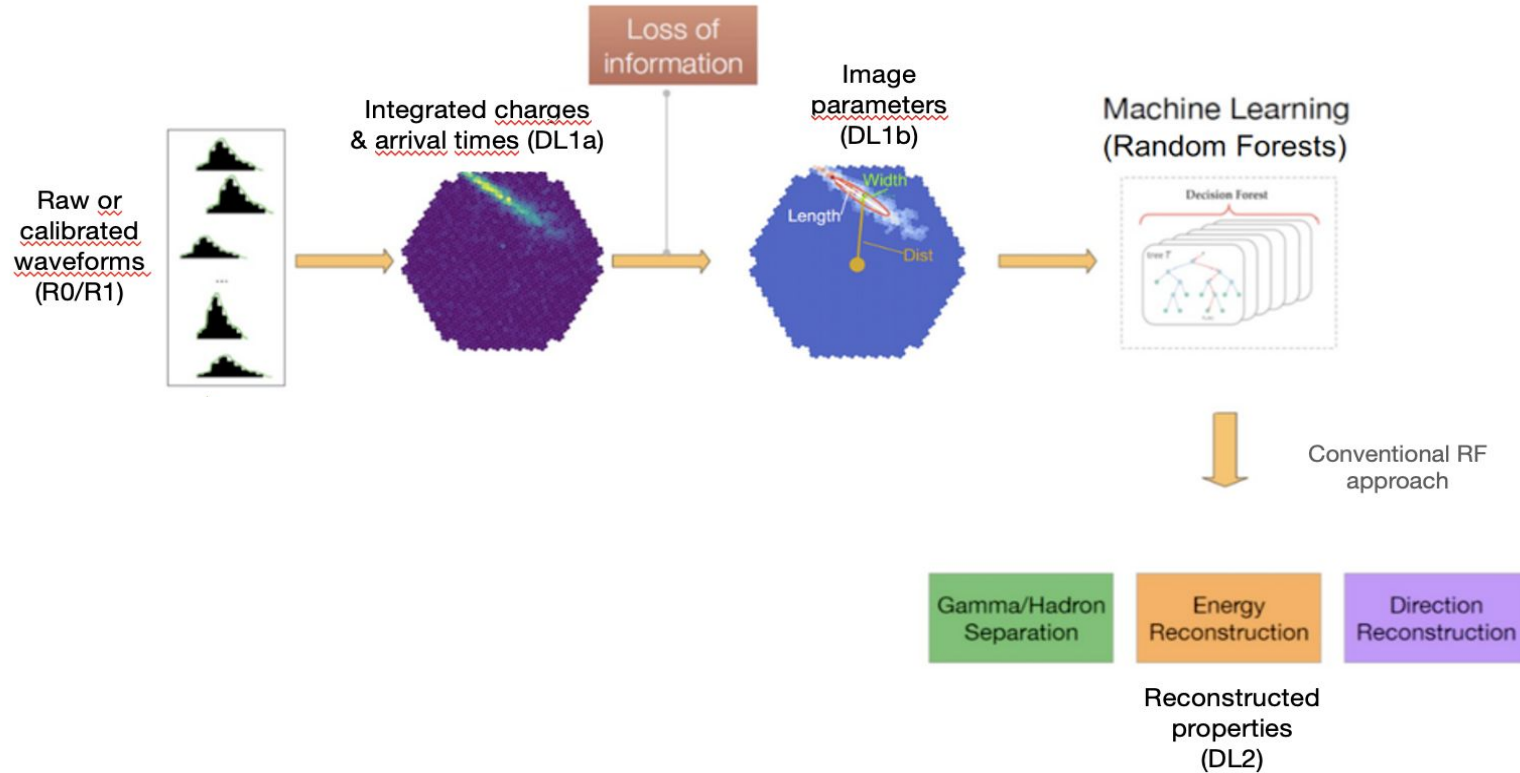 Loss of
information
Integrated charges
& arrival times (DL1a)
Image
parameters
(DL1b)
Machine Learning
(Random Forests)
Raw or
calibrated
waveforms
(R0/R1)
...
Width
Length
Dist
Decision Forest
tree T
Conventional RF
approach
Gamma/Hadron
Separation
Energy
Reconstruction
Direction
Reconstruction
Reconstructed
properties
(DL2)